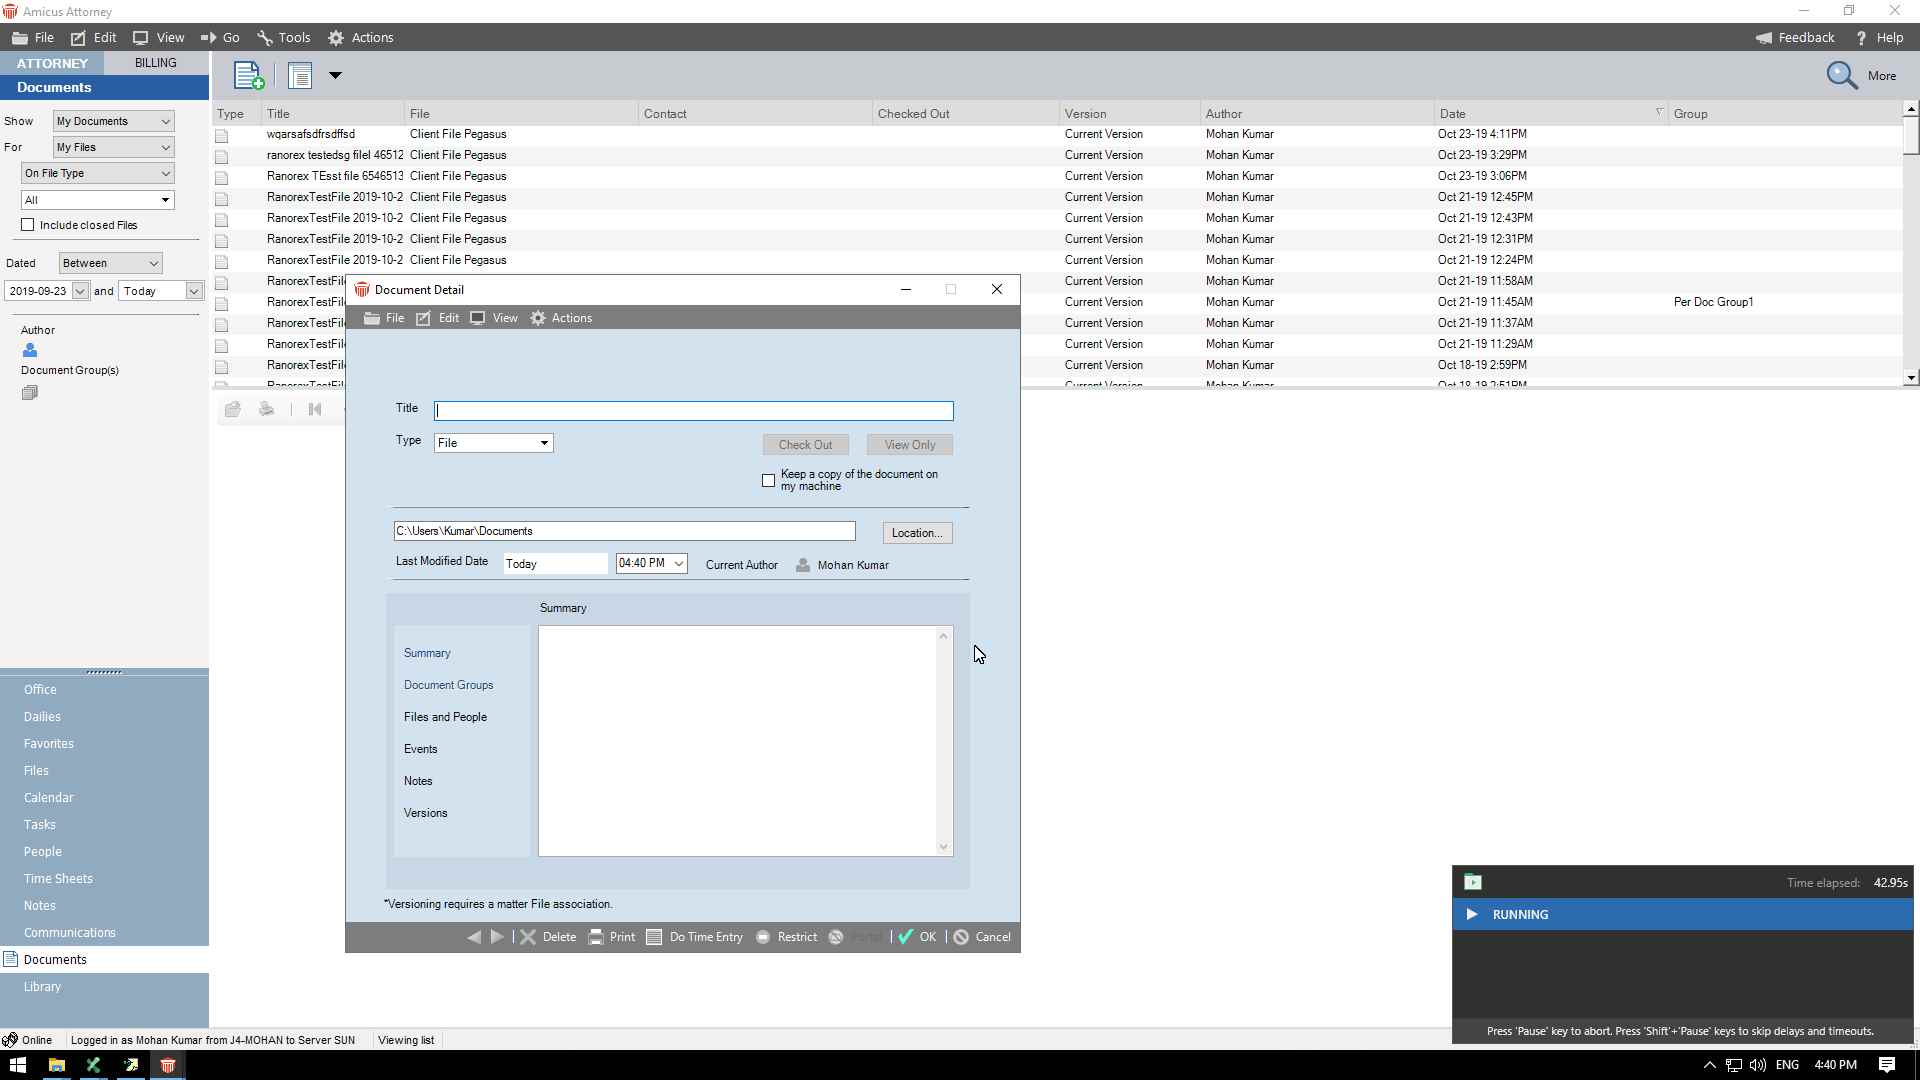 Amicus Attorney
File Edit View Go Tools Actions Feedback ? Help
ATTORNEY BILLING
Documents
More
Show My Documents
For My Files
On File Type
All
Include closed Files
Dated Between
2019-09-23 and Today
Author
Document Group(s)
Type Title File Contact Checked Out Version Author Date Group
wqarsafsdfrsdffsd Client File Pegasus Current Version Mohan Kumar Oct 23-19 4:11PM
ranorex testedsg filel 46512 Client File Pegasus Current Version Mohan Kumar Oct 23-19 3:29PM
Ranorex TEsst file 6546513 Client File Pegasus Current Version Mohan Kumar Oct 23-19 3:06PM
RanorexTestFile 2019-10-2 Client File Pegasus Current Version Mohan Kumar Oct 21-19 12:45PM
RanorexTestFile 2019-10-2 Client File Pegasus Current Version Mohan Kumar Oct 21-19 12:43PM
RanorexTestFile 2019-10-2 Client File Pegasus Current Version Mohan Kumar Oct 21-19 12:31PM
RanorexTestFile 2019-10-2 Client File Pegasus Current Version Mohan Kumar Oct 21-19 12:24PM
RanorexTestFil Current Version Mohan Kumar Oct 21-19 11:58AM
RanorexTestFil Current Version Mohan Kumar Oct 21-19 11:45AM Per Doc Group1
RanorexTestFil Current Version Mohan Kumar Oct 21-19 11:37AM
RanorexTestFil Current Version Mohan Kumar Oct 21-19 11:29AM
RanorexTestFil Current Version Mohan Kumar Oct 18-19 2:59PM
RanorexTestFil Current Version Mohan Kumar Oct 18-19 2:51PM
Document Detail
File Edit View Actions
Title
Type File Check Out View Only
Keep a copy of the document on
my machine
C:\Users\Kumar\Documents Location...
Last Modified Date Today 04:40 PM Current Author Mohan Kumar
Summary
Summary
Document Groups
Files and People
Events
Notes
Versions
*Versioning requires a matter File association.
Delete Print Do Time Entry Restrict Portal OK Cancel
Office
Dailies
Favorites
Files
Calendar
Tasks
People
Time Sheets
Notes
Communications
Documents
Library
Time elapsed: 42.95s
RUNNING
Press 'Pause' key to abort. Press 'Shift'+'Pause' keys to skip delays and timeouts.
Online Logged in as Mohan Kumar from J4-MOHAN to Server SUN Viewing list
ENG 4:40 PM